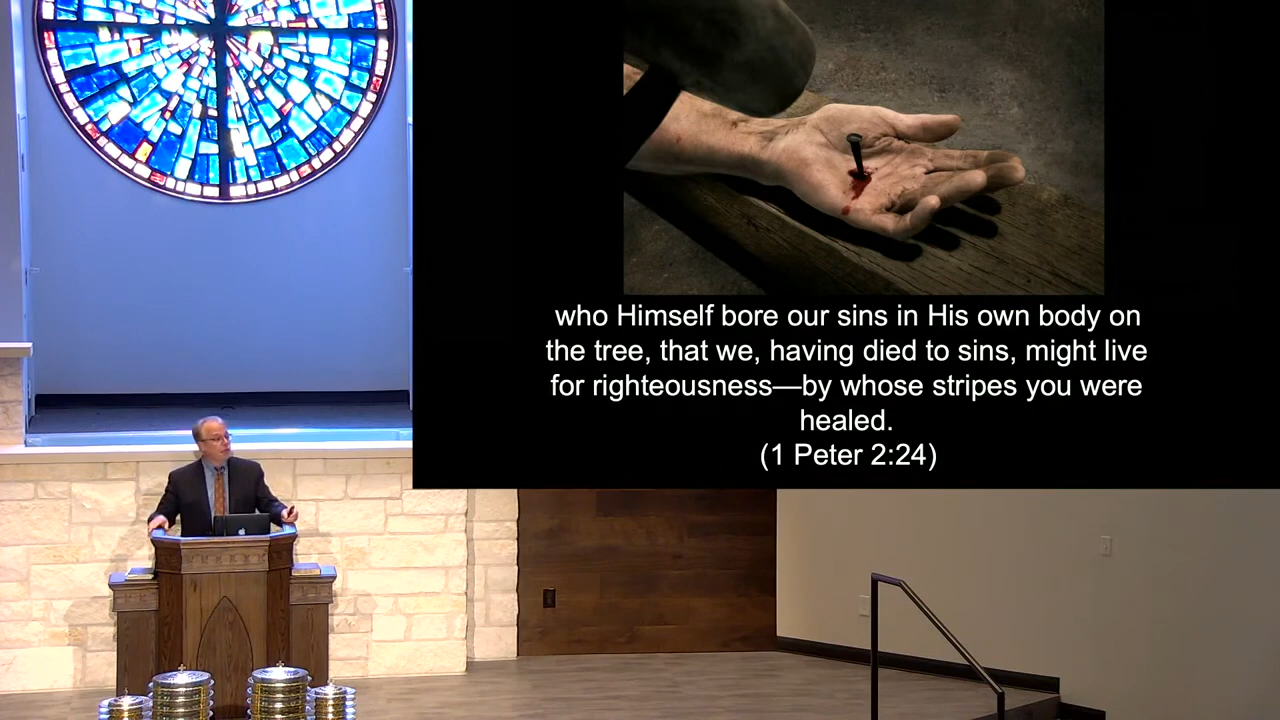 who Himself bore our sins in His own body on
the tree, that we, having died to sins, might live
for righteousness—by whose stripes you were
healed.
(1 Peter 2:24)